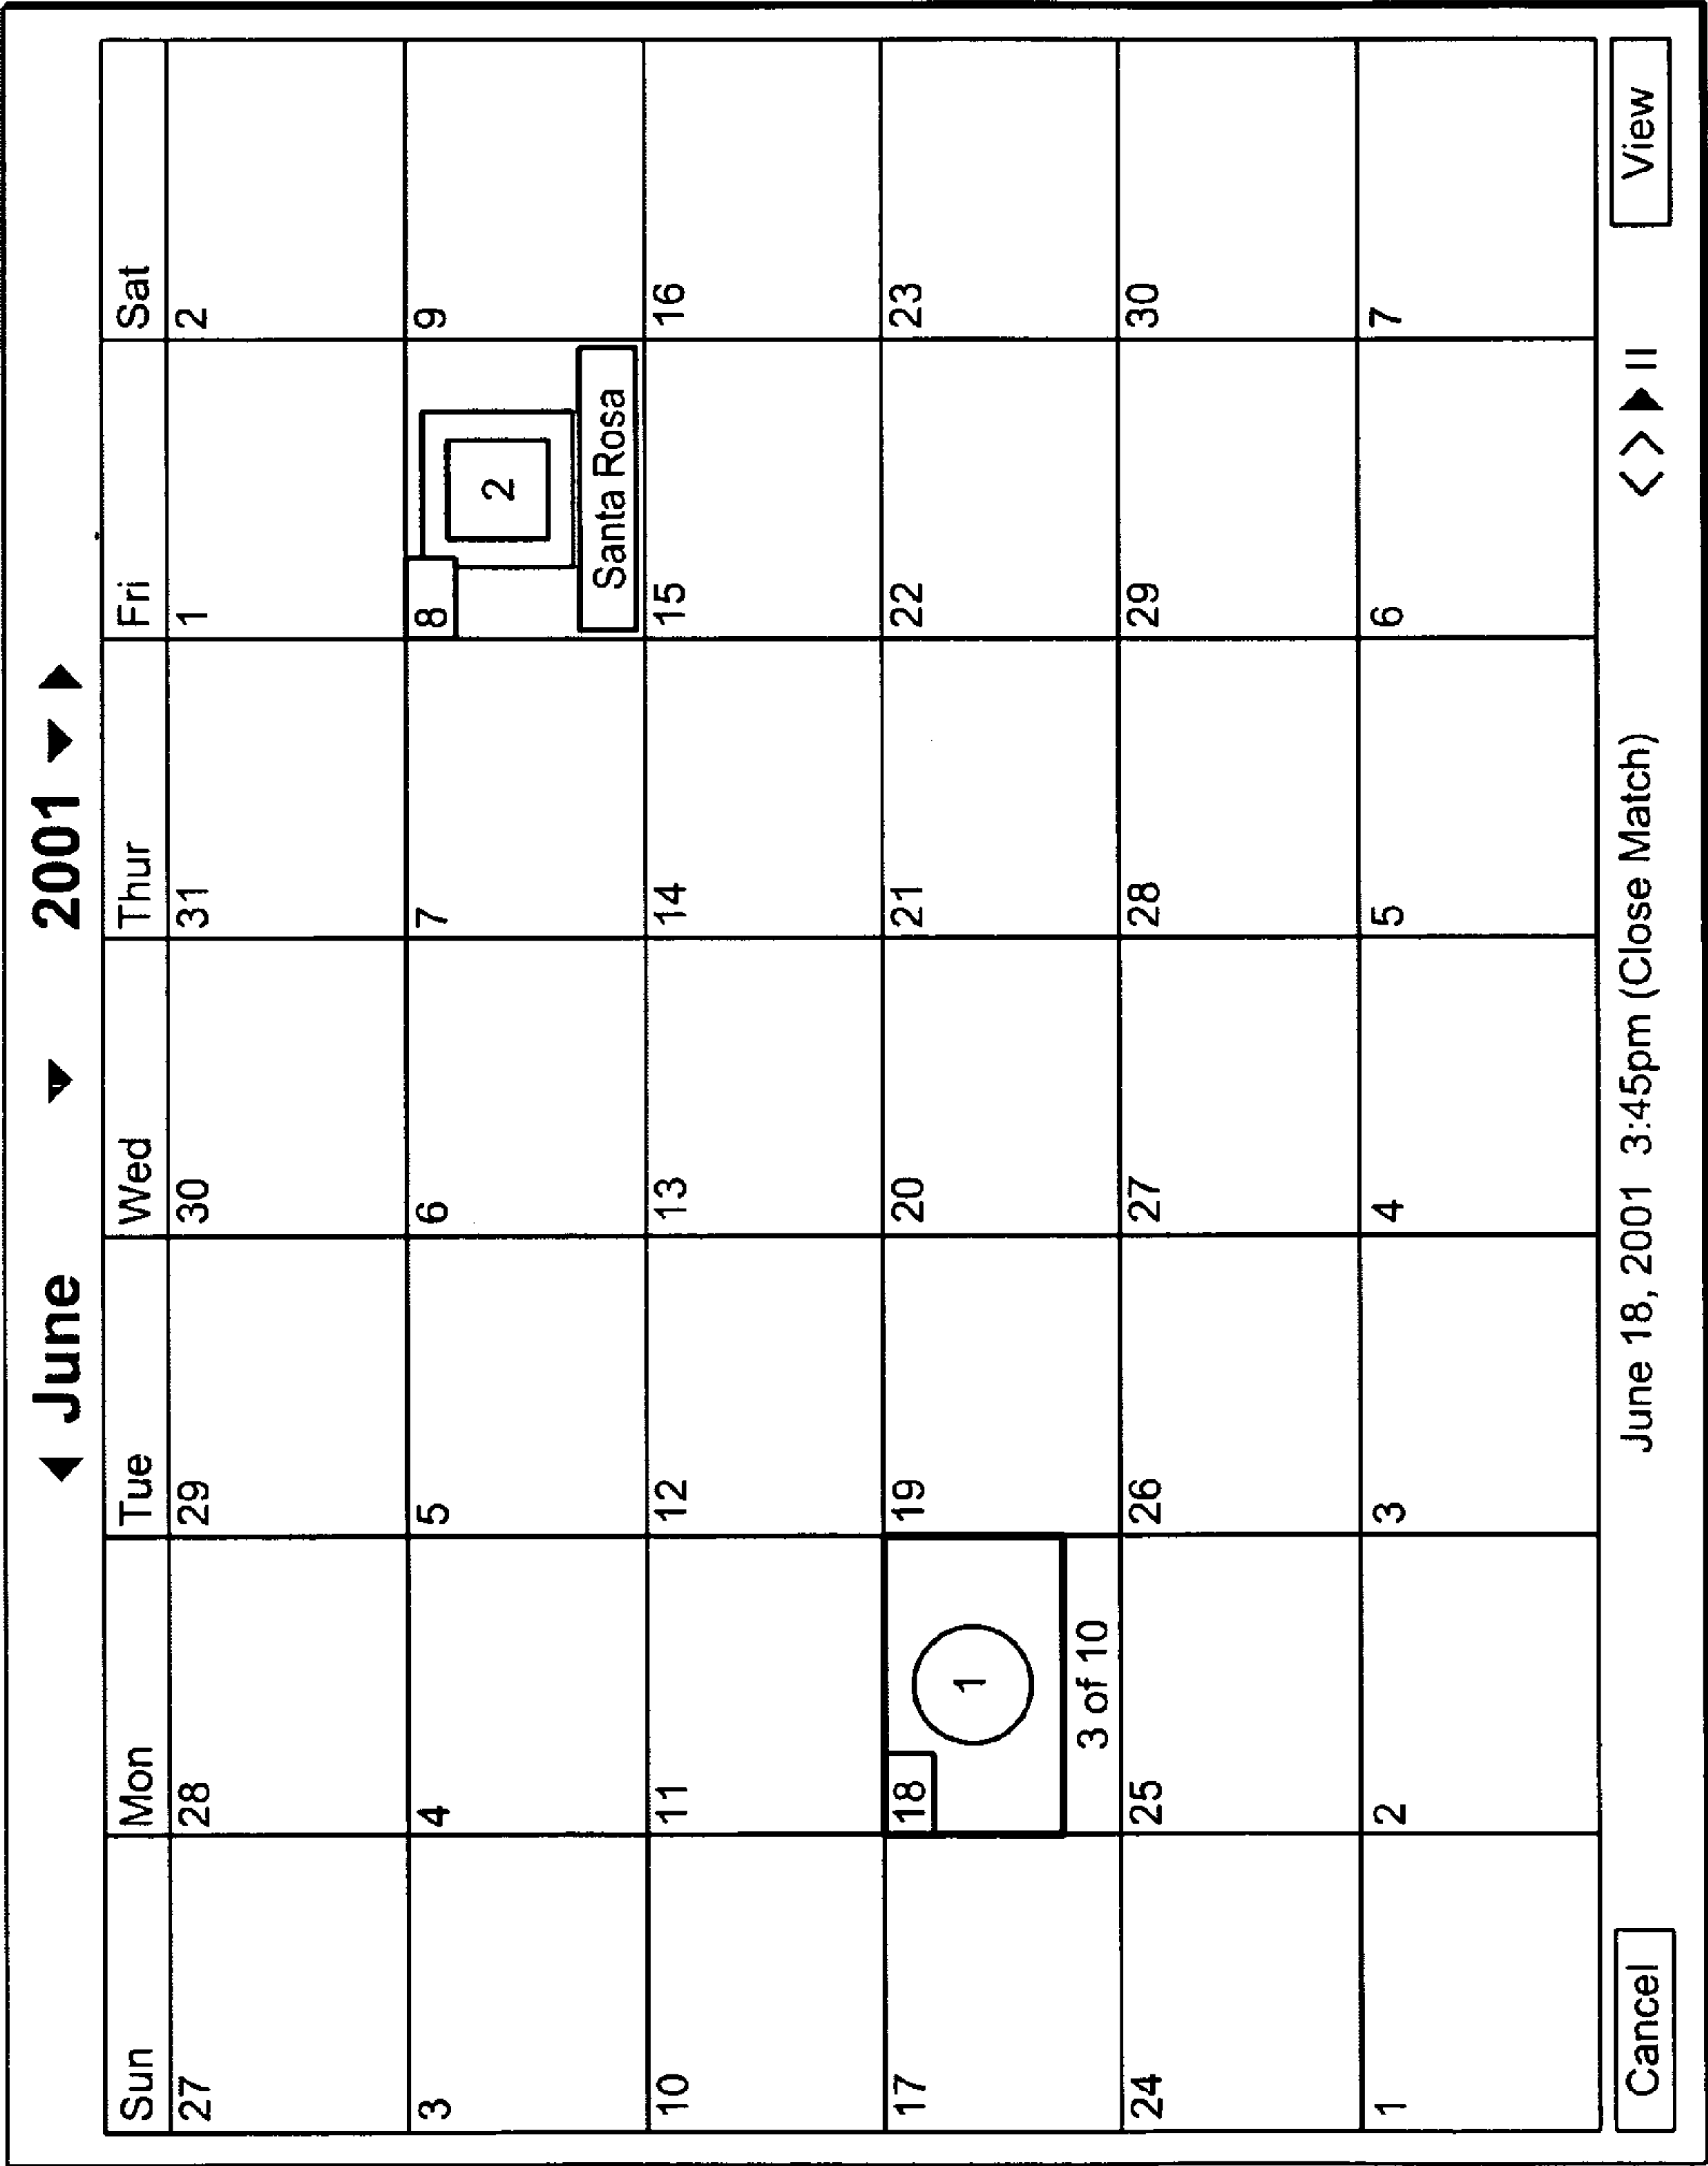 June 2001
Sun Mon Tue Wed Thur Fri Sat
27 28 29 30 31 1 2
3 4 5 6 7 8 9
2
Santa Rosa
10 11 12 13 14 15 16
17 18 19 20 21 22 23
1
3 of 10
24 25 26 27 28 29 30
1 2 3 4 5 6 7
Cancel June 18, 2001 3:45pm (Close Match) < > View